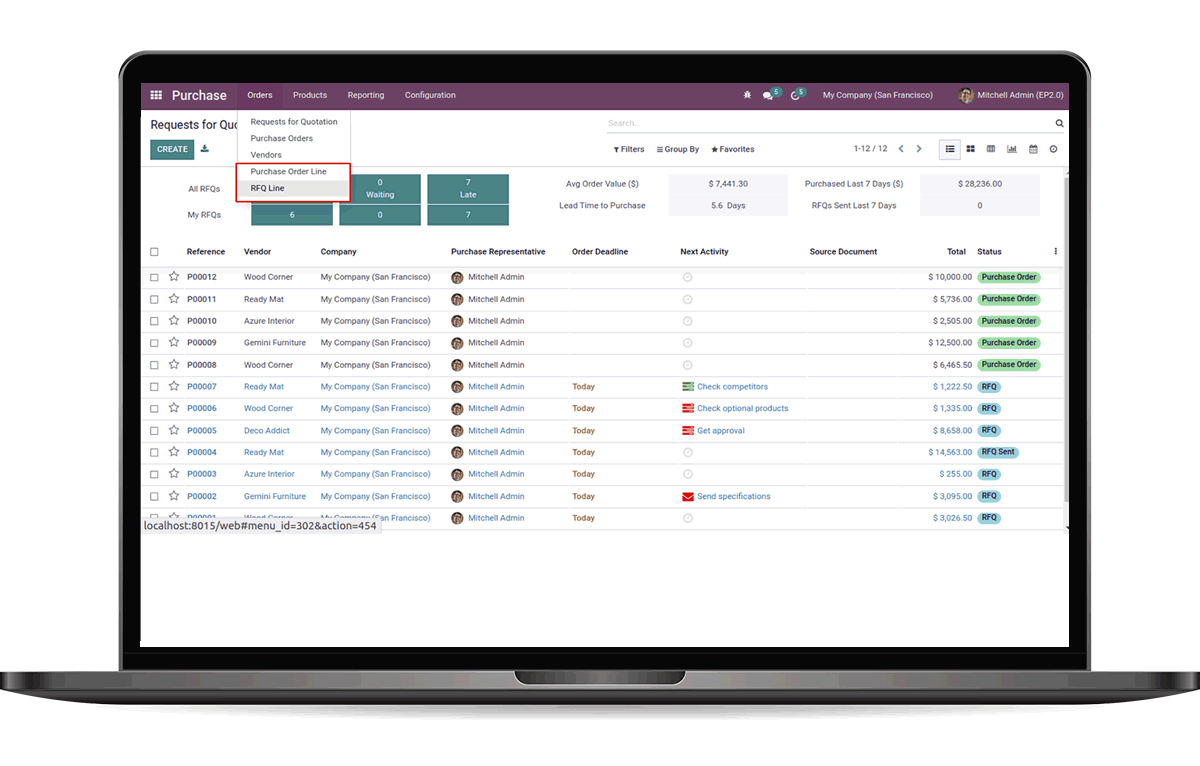 Purchase Orders Products Reporting Configuration 5 5 My Company (San Francisco) Mitchell Admin (EP2.0)
Requests for Quo
Search...
CREATE
Filters Group By Favorites 1-12 / 12
Requests for Quotation
Purchase Orders
Vendors
Purchase Order Line
RFQ Line
All RFQs
0
Waiting
7
Late
My RFQs 6 0 7
Avg Order Value ($) $ 7,441.30 Purchased Last 7 Days ($) $ 28,236.00
Lead Time to Purchase 5.6 Days RFQs Sent Last 7 Days 0
Reference Vendor Company Purchase Representative Order Deadline Next Activity Source Document Total Status
P00012 Wood Corner My Company (San Francisco) Mitchell Admin $ 10,000.00 Purchase Order
P00011 Ready Mat My Company (San Francisco) Mitchell Admin $ 5,736.00 Purchase Order
P00010 Azure Interior My Company (San Francisco) Mitchell Admin $ 2,505.00 Purchase Order
P00009 Gemini Furniture My Company (San Francisco) Mitchell Admin $ 12,500.00 Purchase Order
P00008 Wood Corner My Company (San Francisco) Mitchell Admin $ 6,465.50 Purchase Order
P00007 Ready Mat My Company (San Francisco) Mitchell Admin Today Check competitors $ 1,222.50 RFQ
P00006 Wood Corner My Company (San Francisco) Mitchell Admin Today Check optional products $ 1,335.00 RFQ
P00005 Deco Addict My Company (San Francisco) Mitchell Admin Today Get approval $ 8,658.00 RFQ
P00004 Ready Mat My Company (San Francisco) Mitchell Admin Today $ 14,563.00 RFQ Sent
P00003 Azure Interior My Company (San Francisco) Mitchell Admin Today $ 255.00 RFQ
P00002 Gemini Furniture My Company (San Francisco) Mitchell Admin Today Send specifications $ 3,095.00 RFQ
P00001 Wood Corner My Company (San Francisco) Mitchell Admin Today $ 3,026.50 RFQ
localhost:8015/web#menu_id=302&action=454